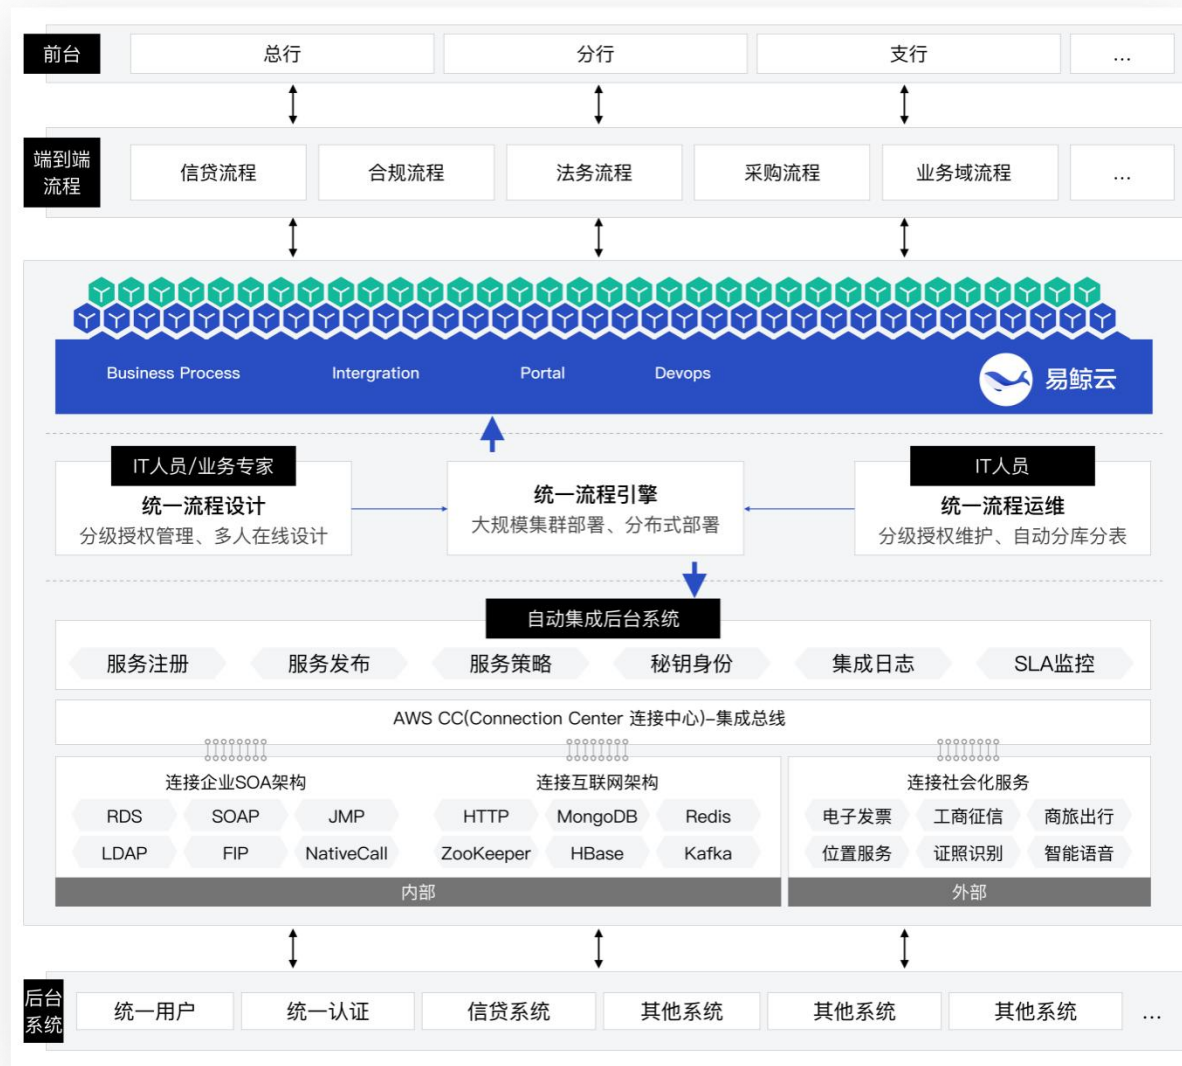 前台
总行
分行
支行
...
端到端
流程
信贷流程
合规流程
法务流程
采购流程
业务域流程
...
Business Process
Intergration
Portal
Devops
易鲸云
IT人员/业务专家
统一流程设计
分级授权管理、多人在线设计
统一流程引擎
大规模集群部署、分布式部署
IT人员
统一流程运维
分级授权维护、自动分库分表
自动集成后台系统
服务注册
服务发布
服务策略
秘钥身份
集成日志
SLA监控
AWS CC(Connection Center 连接中心)–集成总线
连接企业SOA架构
RDS
SOAP
JMP
LDAP
FIP
NativeCall
连接互联网架构
HTTP
MongoDB
Redis
ZooKeeper
HBase
Kafka
内部
连接社会化服务
电子发票
工商征信
商旅出行
位置服务
证照识别
智能语音
外部
后台
系统
统一用户
统一认证
信贷系统
其他系统
其他系统
其他系统
...